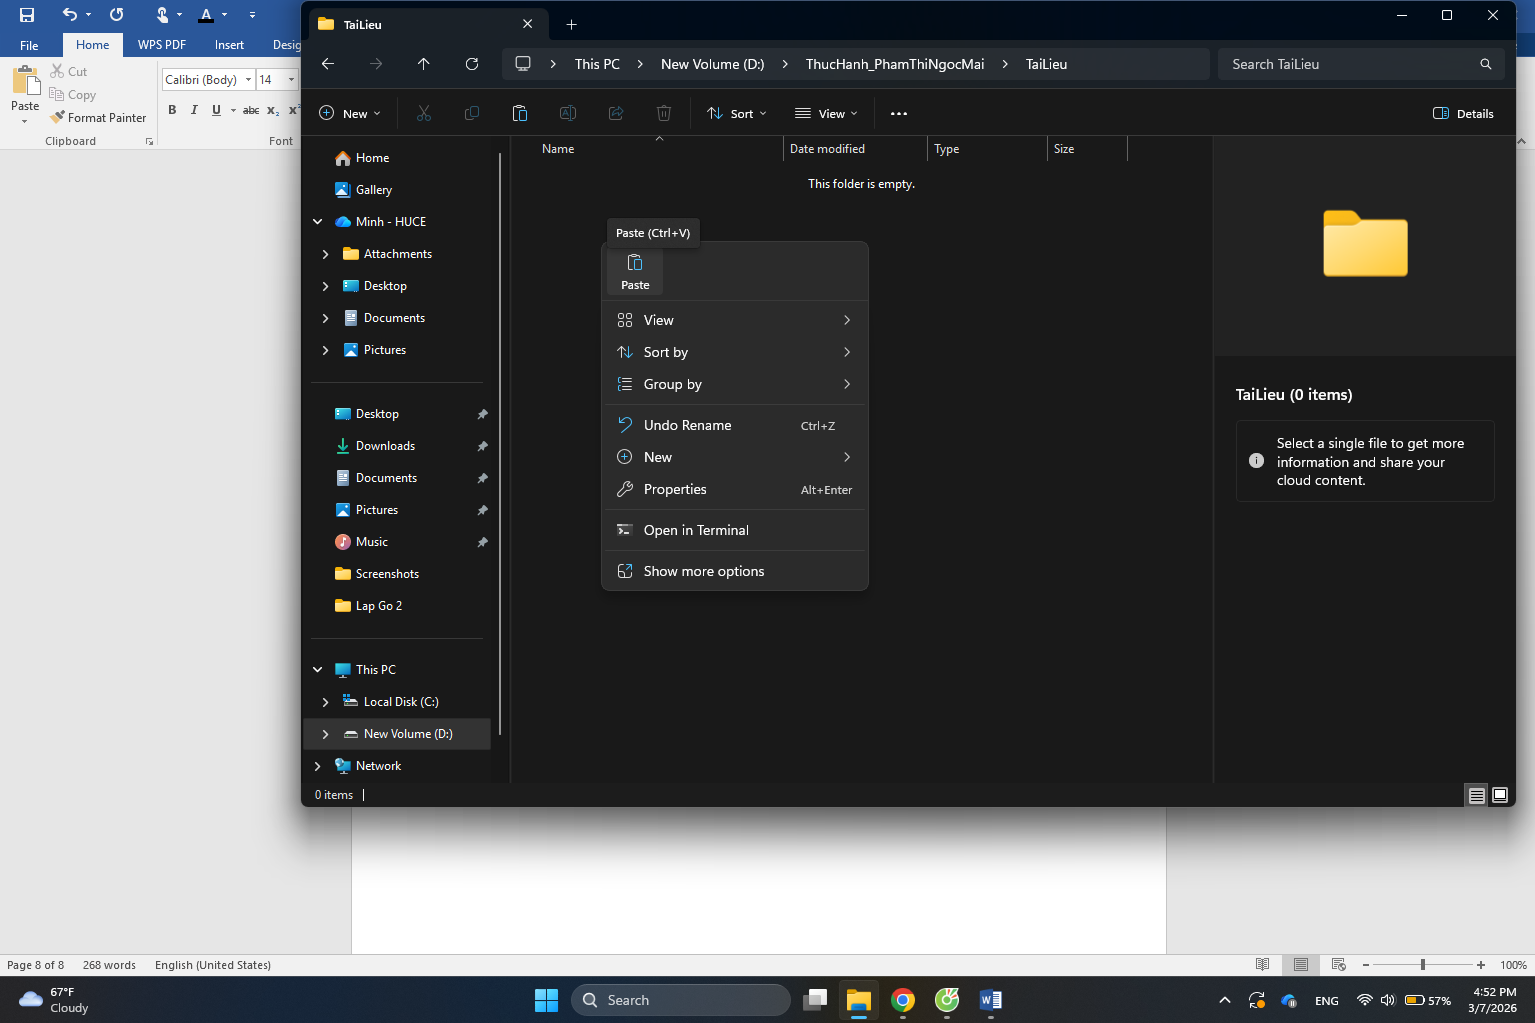 File
Home
WPS PDF
Insert
Desig
Paste
Cut
Copy
Format Painter
Clipboard
Calibri (Body)
14
B I U abc X₂ X²
Font
TaiLieu
This PC
New Volume (D:)
ThucHanh_PhamThiNgocMai
TaiLieu
Search TaiLieu
New
Sort
View
Details
Home
Gallery
Minh - HUCE
Attachments
Desktop
Documents
Pictures
Desktop
Downloads
Documents
Pictures
Music
Screenshots
Lap Go 2
This PC
Local Disk (C:)
New Volume (D:)
Network
Name
Date modified
Type
Size
This folder is empty.
Paste (Ctrl+V)
Paste
View
Sort by
Group by
Undo Rename Ctrl+Z
New
Properties Alt+Enter
Open in Terminal
Show more options
TaiLieu (0 items)
Select a single file to get more
information and share your
cloud content.
0 items
Page 8 of 8
268 words
English (United States)
100%
67°F
Cloudy
Search
ENG
57%
4:52 PM
3/7/2026